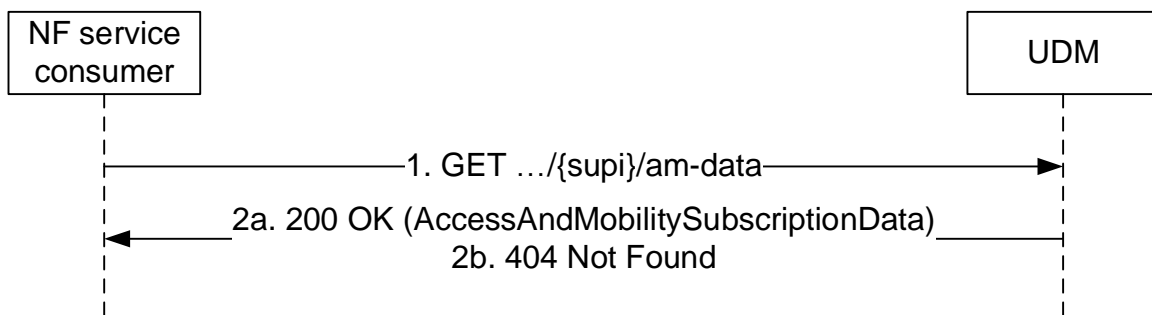 NF service
consumer
UDM
1. GET …/{supi}/am-data
2a. 200 OK (AccessAndMobilitySubscriptionData)
2b. 404 Not Found